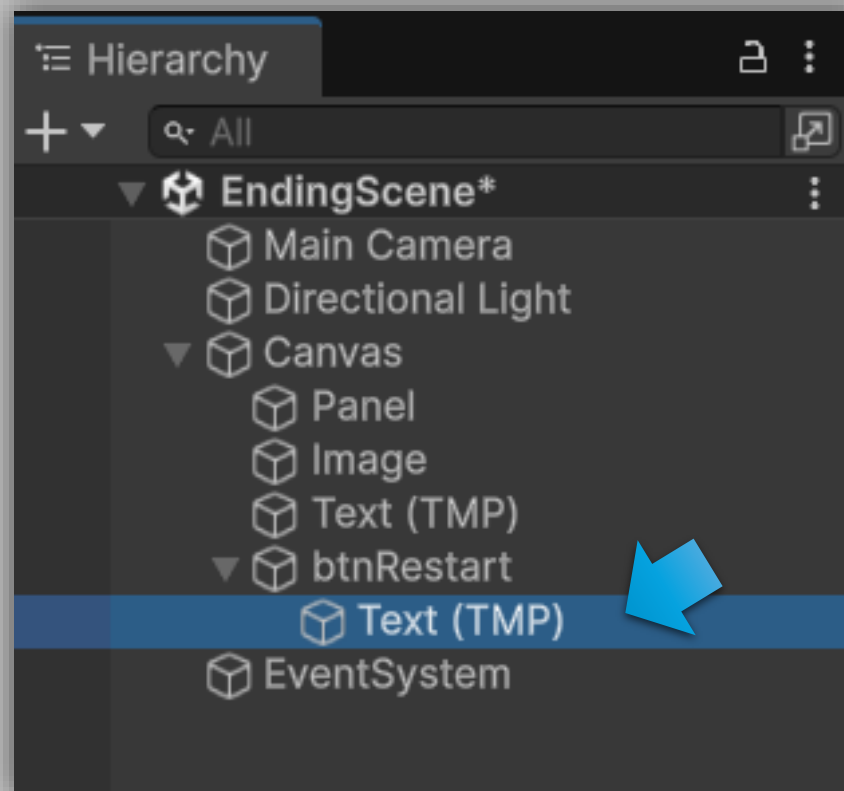 Hierarchy
All
EndingScene*
Main Camera
Directional Light
Canvas
Panel
Image
Text (TMP)
btnRestart
Text (TMP)
EventSystem